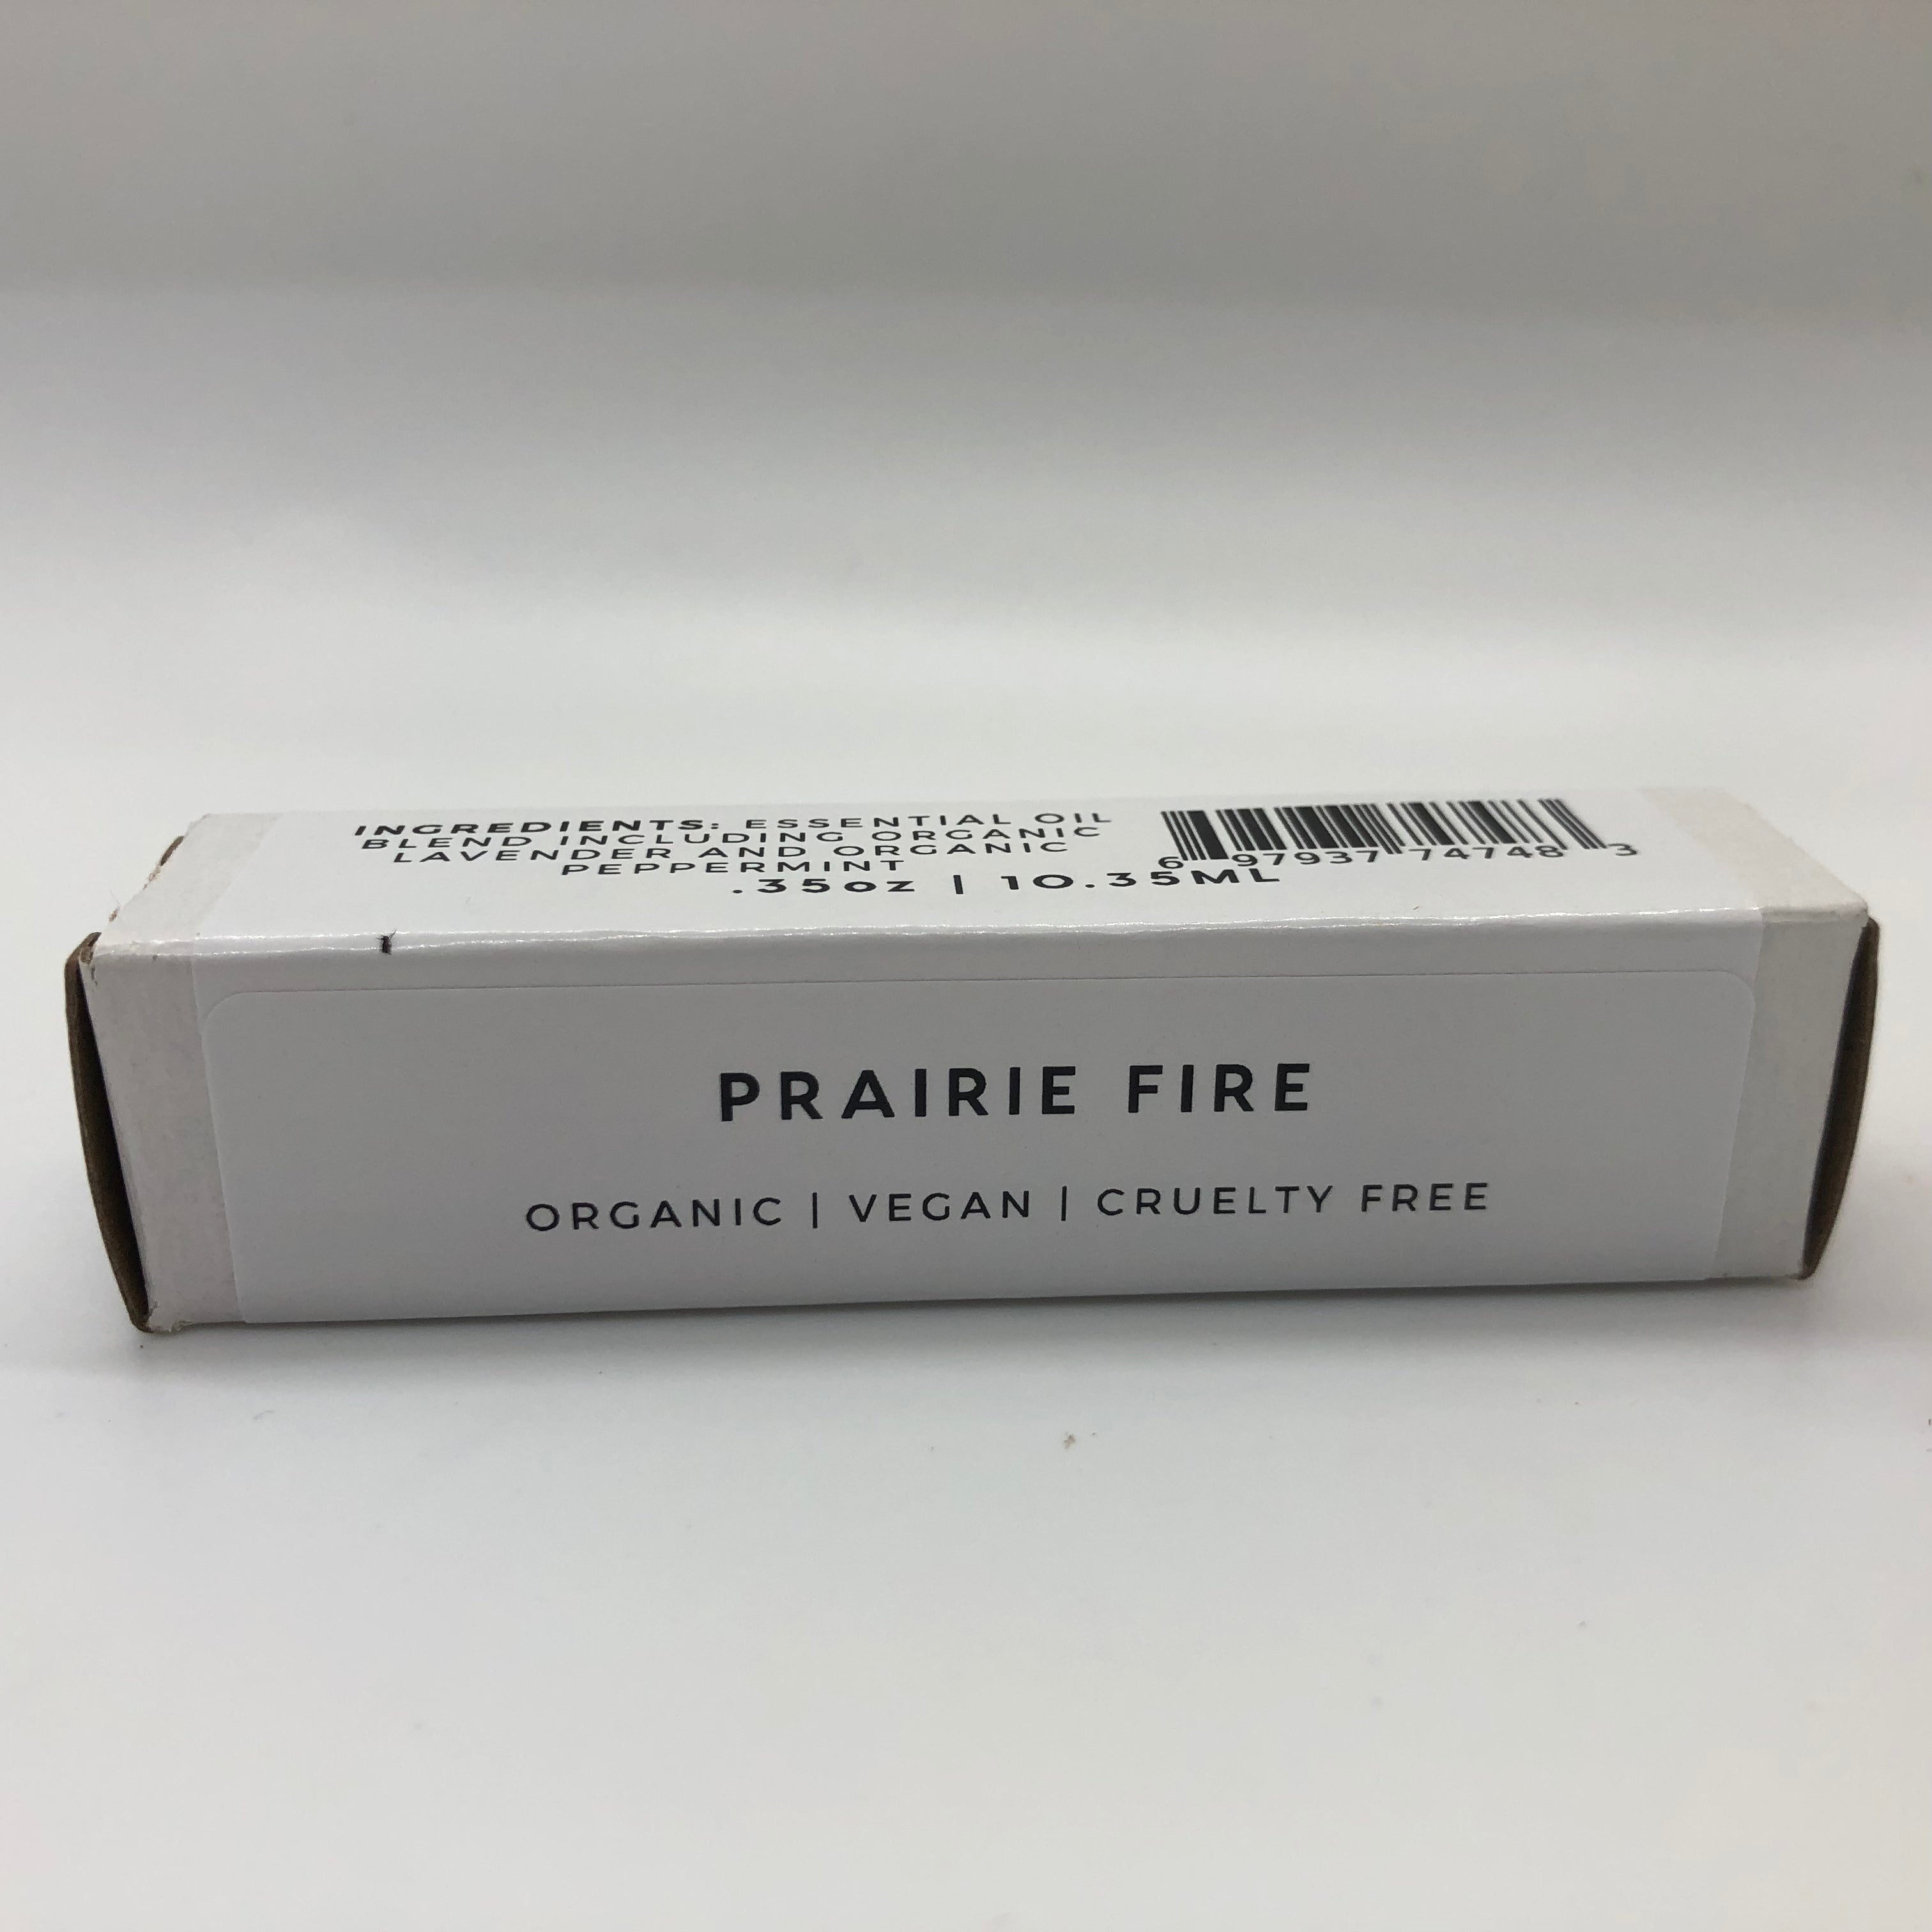 INGREDIENTS: ESSENTIAL OIL
BLEND INCLUDING ORGANIC
LAVENDER AND ORGANIC
PEPPERMINT
6 97937 74748 3
.35oz | 10.35ML
PRAIRIE FIRE
ORGANIC | VEGAN | CRUELTY FREE